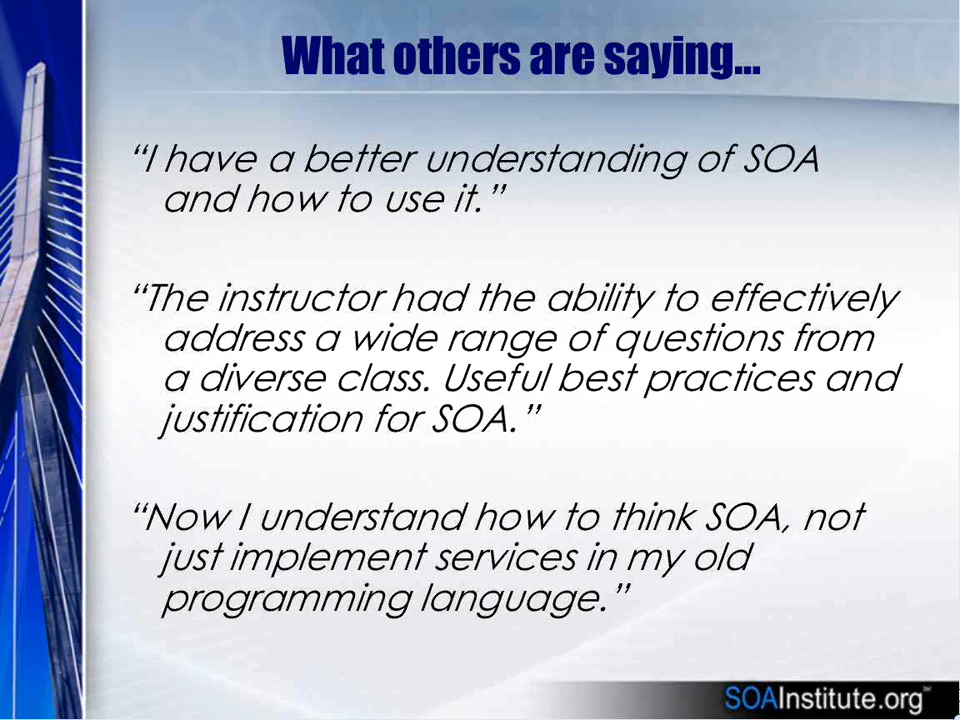 What others are saying...
“I have a better understanding of SOA
and how to use it.”
“The instructor had the ability to effectively
address a wide range of questions from
a diverse class. Useful best practices and
justification for SOA.”
“Now I understand how to think SOA, not
just implement services in my old
programming language.”
SOAInstitute.org™